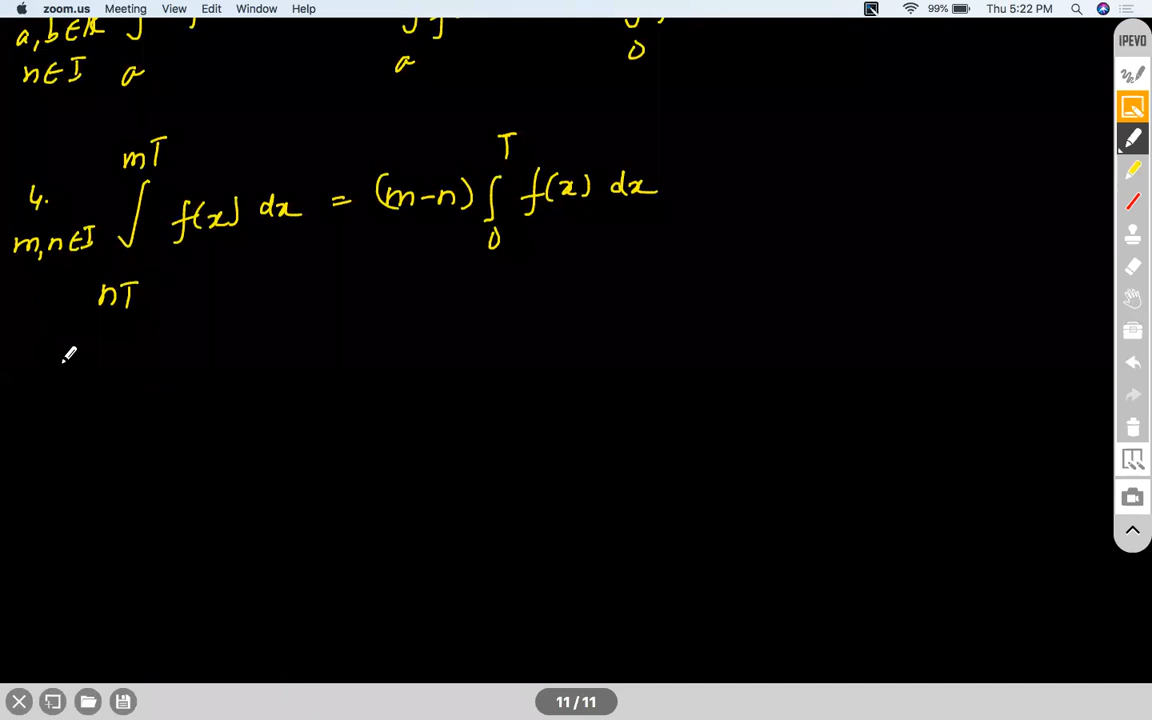 zoom.us Meeting View Edit Window Help 99% Thu 5:22 PM
IPEVO
a, b ∈
n ∈ I a a 0
mT T
4. ∫ f(x) dx = (m-n) ∫ f(x) dx
m, n ∈ I 0
nT
11 / 11